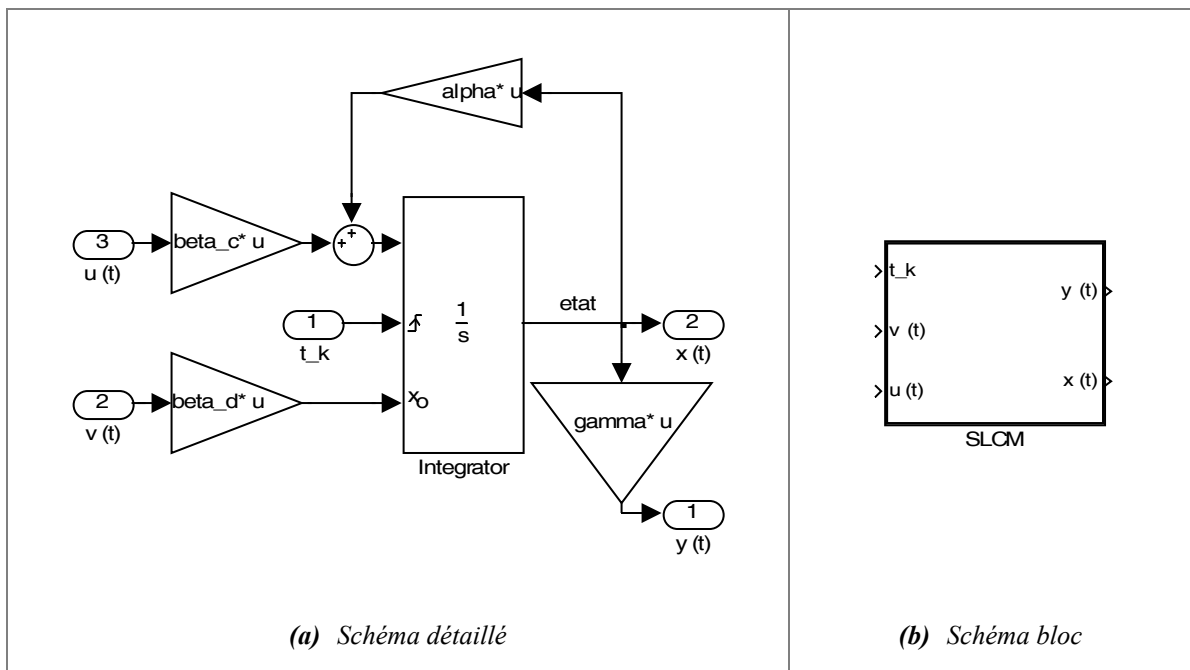 alpha* u
beta_c* u
+
+
3
u (t)
1
t_k
1
s
etat
2
x (t)
2
v (t)
beta_d* u
xo
Integrator
gamma* u
1
y (t)
(a) Schéma détaillé
t_k
v (t)
u (t)
y (t)
x (t)
SLCM
(b) Schéma bloc